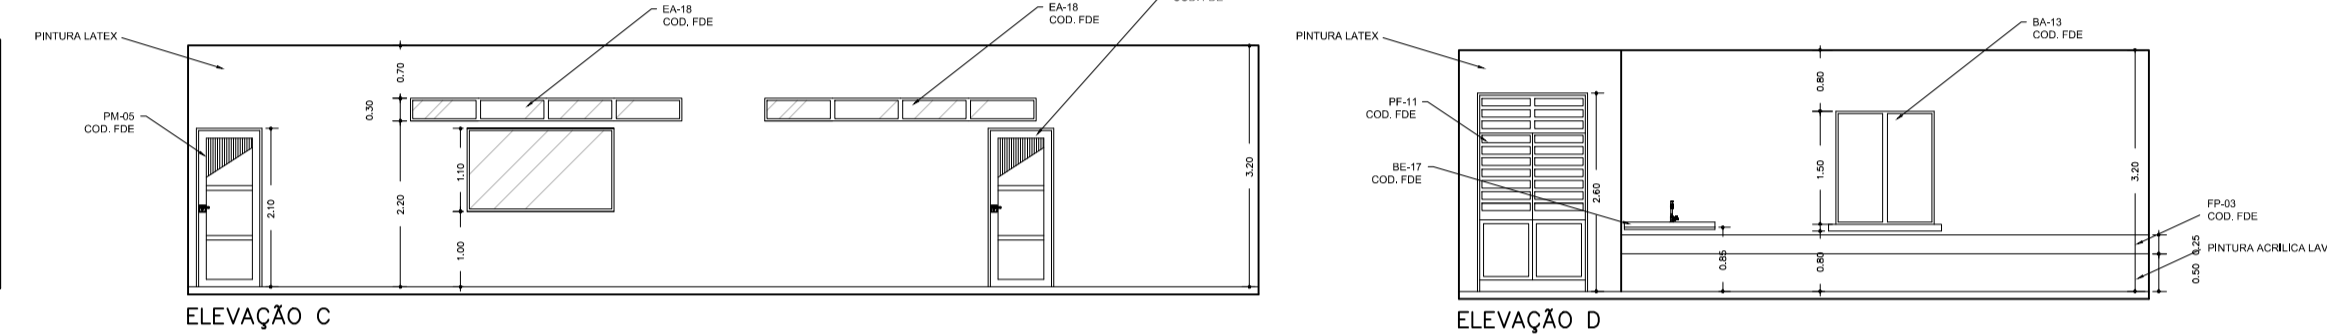 EA-18
COD. FDE
EA-18
COD. FDE
PINTURA LATEX
PM-05
COD. FDE
0.70
0.30
2.10
2.20
1.10
1.00
3.20
ELEVAÇÃO C
PINTURA LATEX
BA-13
COD. FDE
PF-11
COD. FDE
BE-17
COD. FDE
2.60
0.85
0.80
1.50
0.80
3.20
FP-03
COD. FDE
0.25
0.50
PINTURA ACRÍLICA LAV
ELEVAÇÃO D